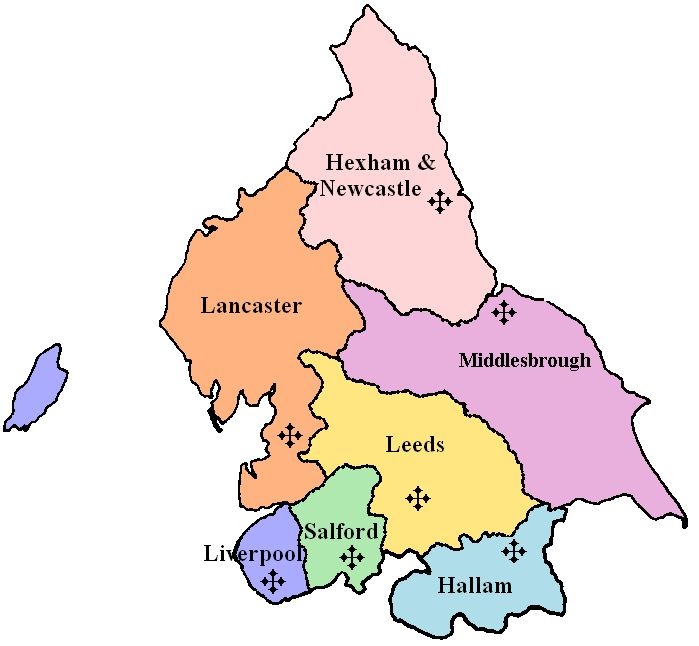 Hexham &
Newcastle
Lancaster
Middlesbrough
Leeds
Salford
Liverpool
Hallam